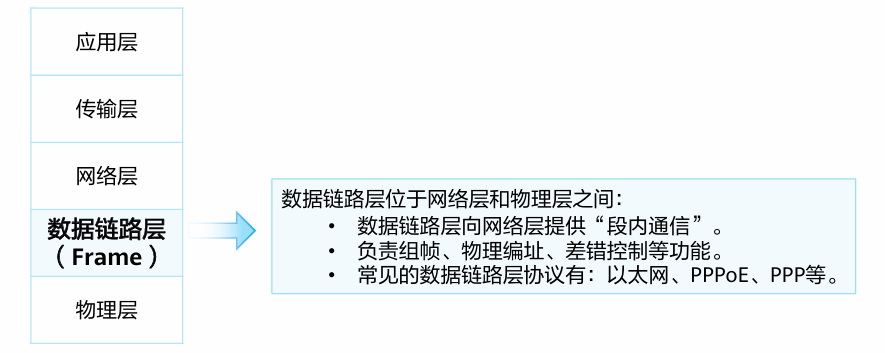 应用层
传输层
网络层
数据链路层
（Frame）
物理层
数据链路层位于网络层和物理层之间：
• 数据链路层向网络层提供“段内通信”。
• 负责组帧、物理编址、差错控制等功能。
• 常见的数据链路层协议有：以太网、PPPoE、PPP等。